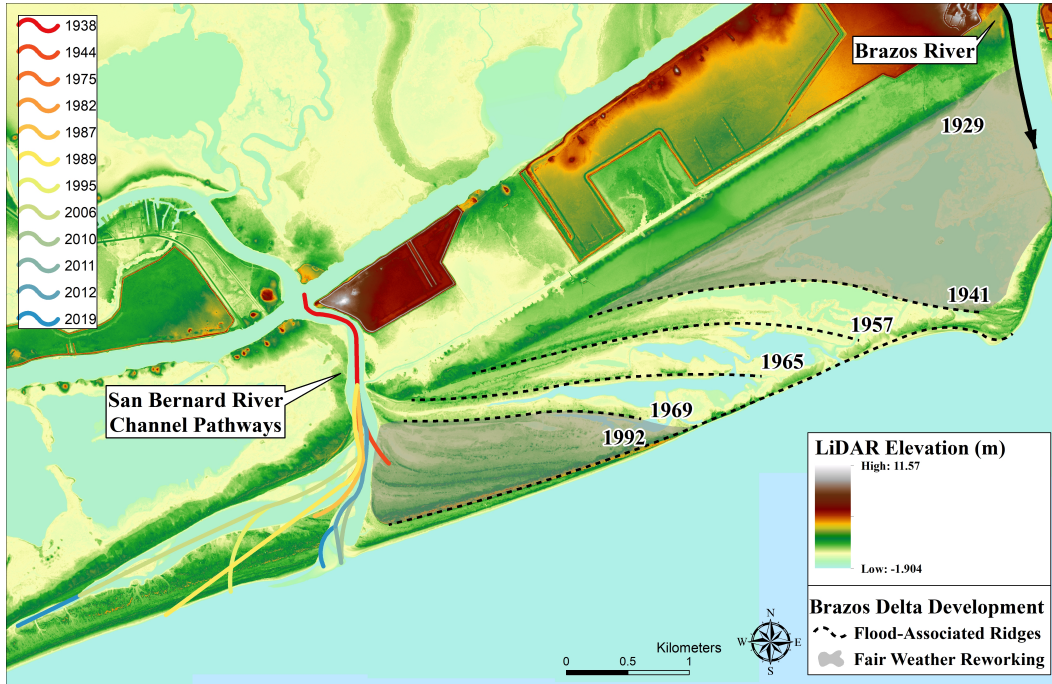 1938
1944
1975
1982
1987
1989
1995
2006
2010
2011
2012
2019
Brazos River
1929
1941
1957
1965
1969
1992
San Bernard River
Channel Pathways
LiDAR Elevation (m)
High: 11.57
Low: -1.904
Brazos Delta Development
Flood-Associated Ridges
Fair Weather Reworking
Kilometers
0 0.5 1
N
W E
S